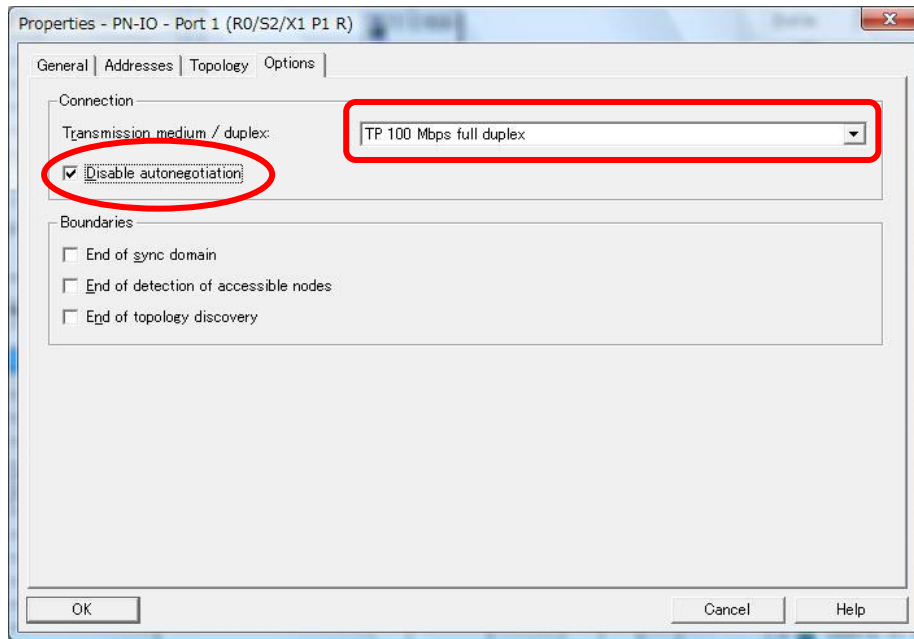 Properties - PN-IO - Port 1 (R0/S2/X1 P1 R)
General Addresses Topology Options
Connection
Transmission medium / duplex: TP 100 Mbps full duplex
Disable autonegotiation
Boundaries
End of sync domain
End of detection of accessible nodes
End of topology discovery
OK Cancel Help